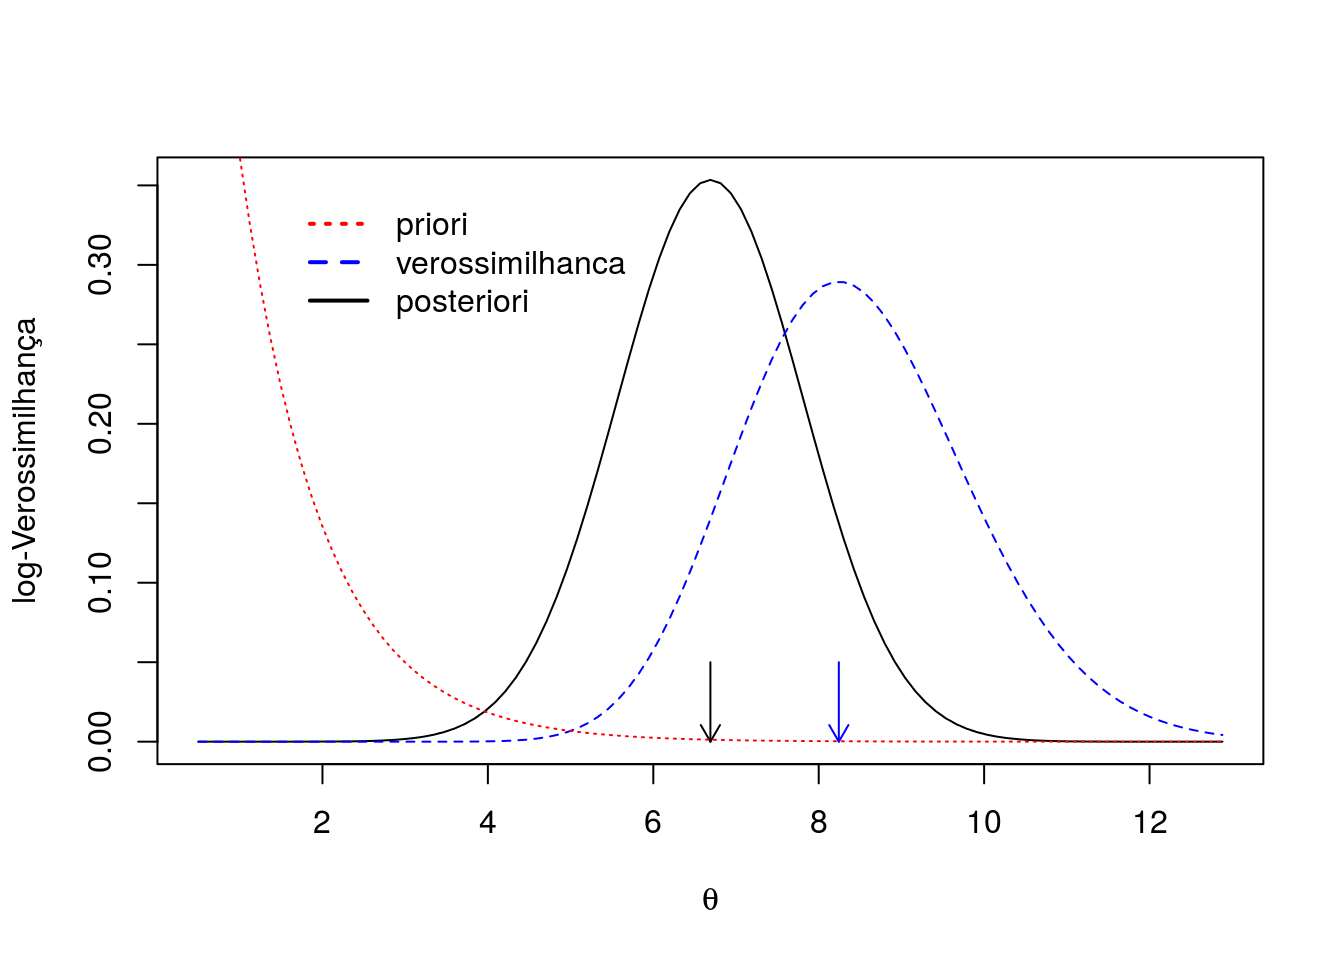 priori
verossimilhanca
posteriori
log-Verossimilhança
0.30
0.20
0.10
0.00
2 4 6 8 10 12
θ